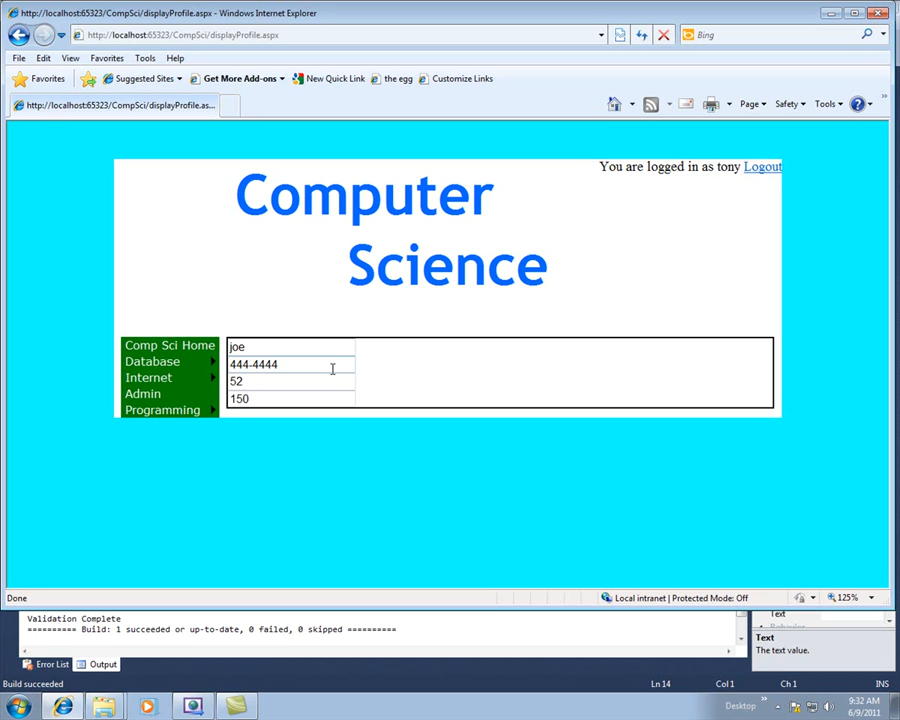 http://localhost:65323/CompSci/displayProfile.aspx - Windows Internet Explorer
http://localhost:65323/CompSci/displayProfile.aspx
Bing
File Edit View Favorites Tools Help
Favorites Suggested Sites Get More Add-ons New Quick Link the egg Customize Links
http://localhost:65323/CompSci/displayProfile.as...
Page Safety Tools
You are logged in as tony Logout
Computer
Science
Comp Sci Home
Database
Internet
Admin
Programming
joe
444-4444
52
150
Done
Local intranet | Protected Mode: Off
125%
Validation Complete
========== Build: 1 succeeded or up-to-date, 0 failed, 0 skipped ==========
Text
Text
The text value.
Error List Output
Build succeeded
Ln 14 Col 1 Ch 1 INS
Desktop
9:32 AM
6/9/2011